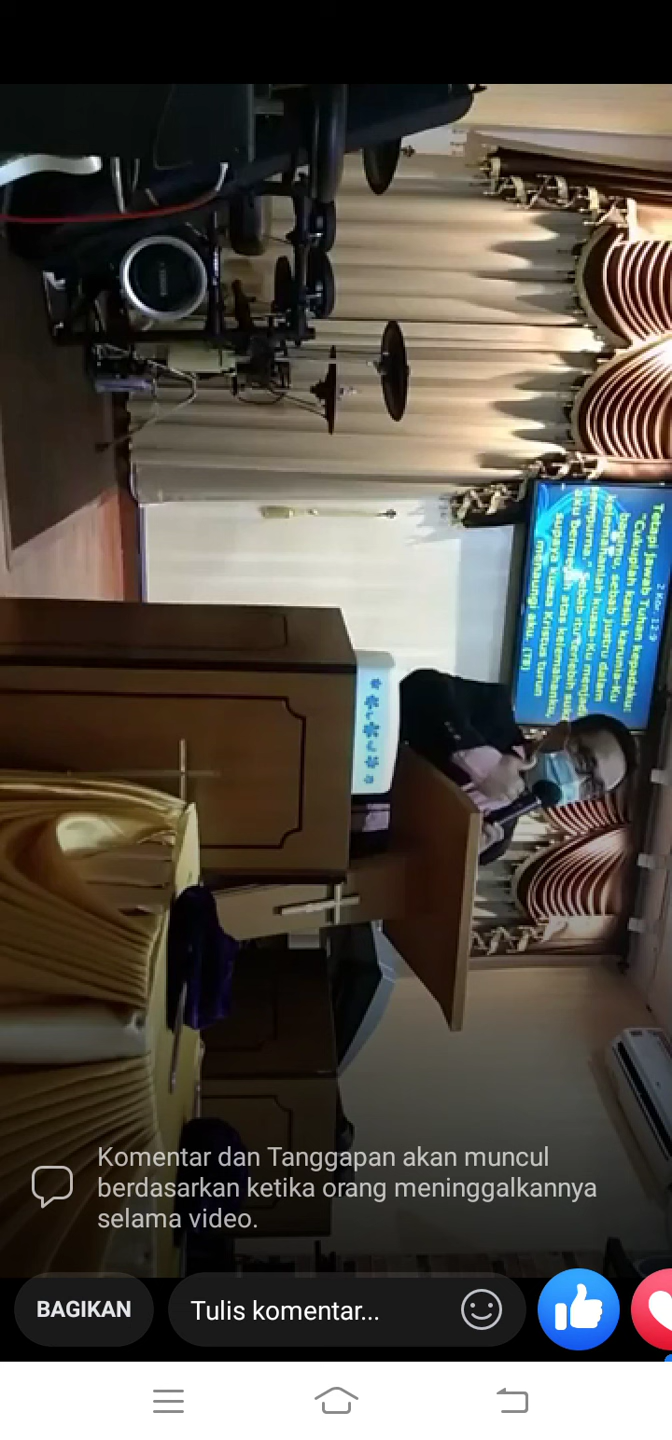 2 Kor. 12:9
Tetapi jawab Tuhan kepadaku:
"Cukuplah kasih karunia-Ku
bagimu, sebab justru dalam
kelemahanlah kuasa-Ku menjadi
sempurna." Sebab itu terlebih suka
aku bermegah atas kelemahanku,
supaya kuasa Kristus turun
menaungi aku. (TB)
Komentar dan Tanggapan akan muncul
berdasarkan ketika orang meninggalkannya
selama video.
BAGIKAN
Tulis komentar...